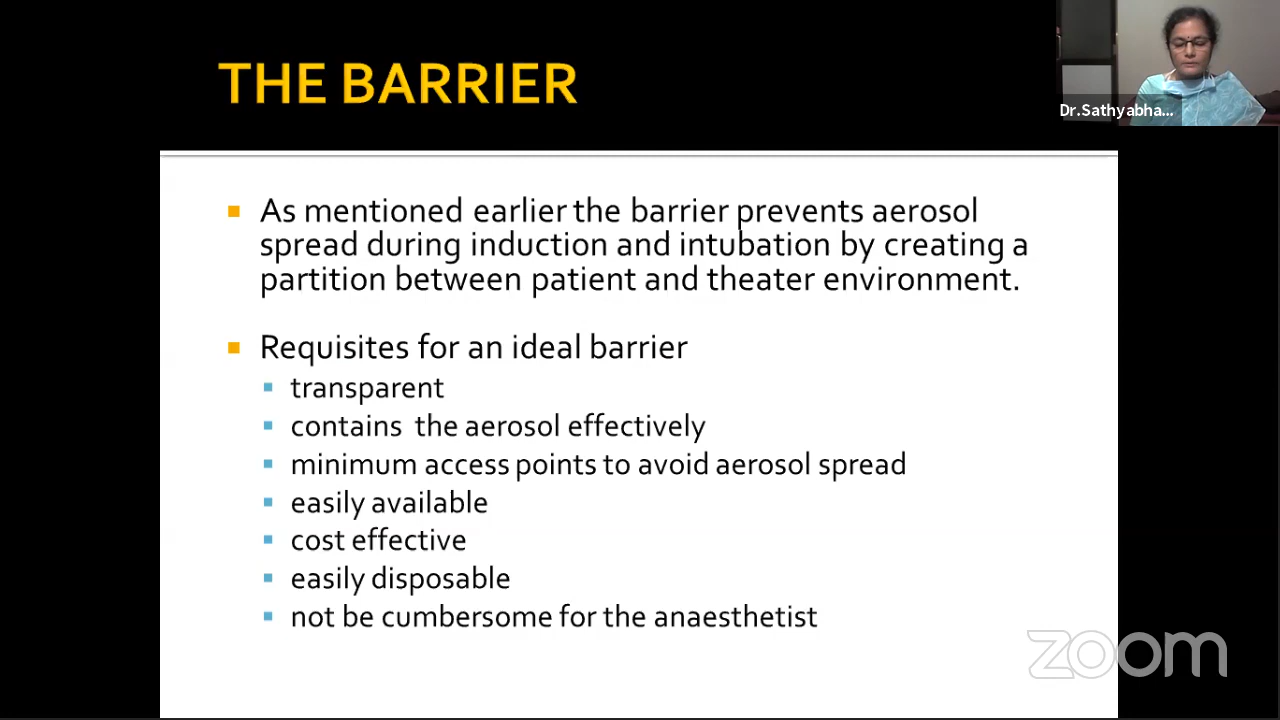 THE BARRIER
Dr.Sathyabha...
As mentioned earlier the barrier prevents aerosol
spread during induction and intubation by creating a
partition between patient and theater environment.
Requisites for an ideal barrier
transparent
contains the aerosol effectively
minimum access points to avoid aerosol spread
easily available
cost effective
easily disposable
not be cumbersome for the anaesthetist
zoom